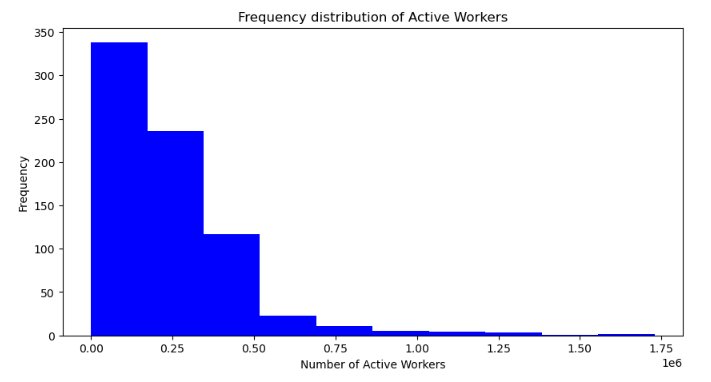 Frequency distribution of Active Workers
350
300
250
200
150
100
50
0
Frequency
0.00 0.25 0.50 0.75 1.00 1.25 1.50 1.75
1e6
Number of Active Workers